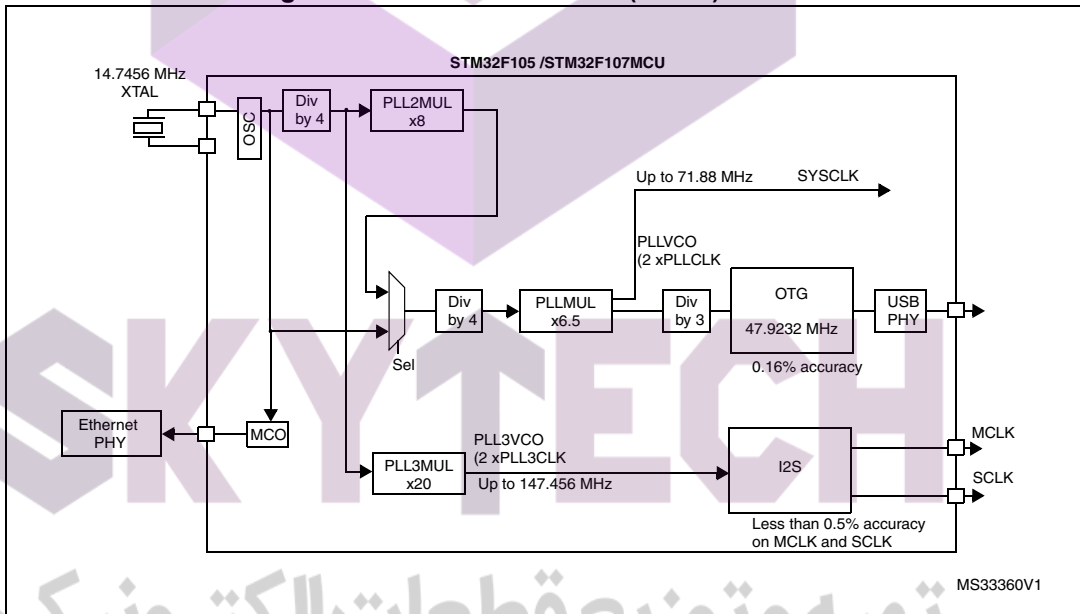 STM32F105 /STM32F107MCU
14.7456 MHz
XTAL
OSC
Div
by 4
PLL2MUL
x8
Up to 71.88 MHz
SYSCLK
PLLVCO
(2 xPLLCLK
Div
by 4
PLLMUL
x6.5
Div
by 3
OTG
47.9232 MHz
USB
PHY
0.16% accuracy
Sel
Ethernet
PHY
MCO
PLL3MUL
x20
PLL3VCO
(2 xPLL3CLK
Up to 147.456 MHz
I2S
MCLK
SCLK
Less than 0.5% accuracy
on MCLK and SCLK
MS33360V1
SKYTECH